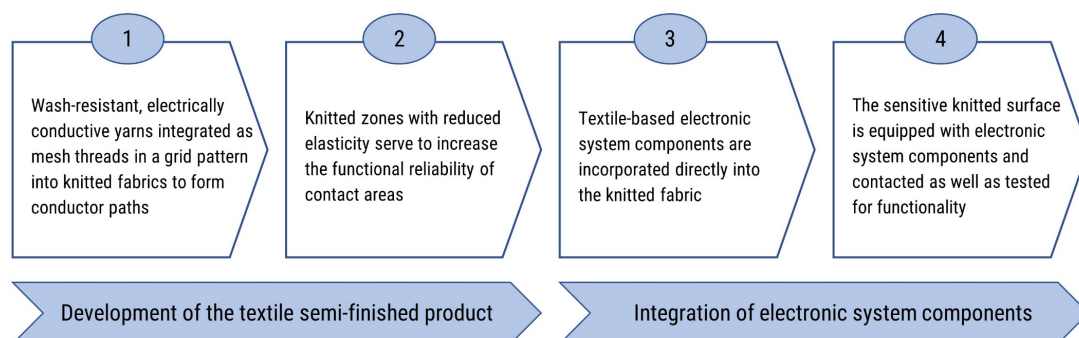 1
Wash-resistant, electrically
conductive yarns integrated as
mesh threads in a grid pattern
into knitted fabrics to form
conductor paths
2
Knitted zones with reduced
elasticity serve to increase
the functional reliability of
contact areas
3
Textile-based electronic
system components are
incorporated directly into
the knitted fabric
4
The sensitive knitted surface
is equipped with electronic
system components and
contacted as well as tested
for functionality
Development of the textile semi-finished product
Integration of electronic system components